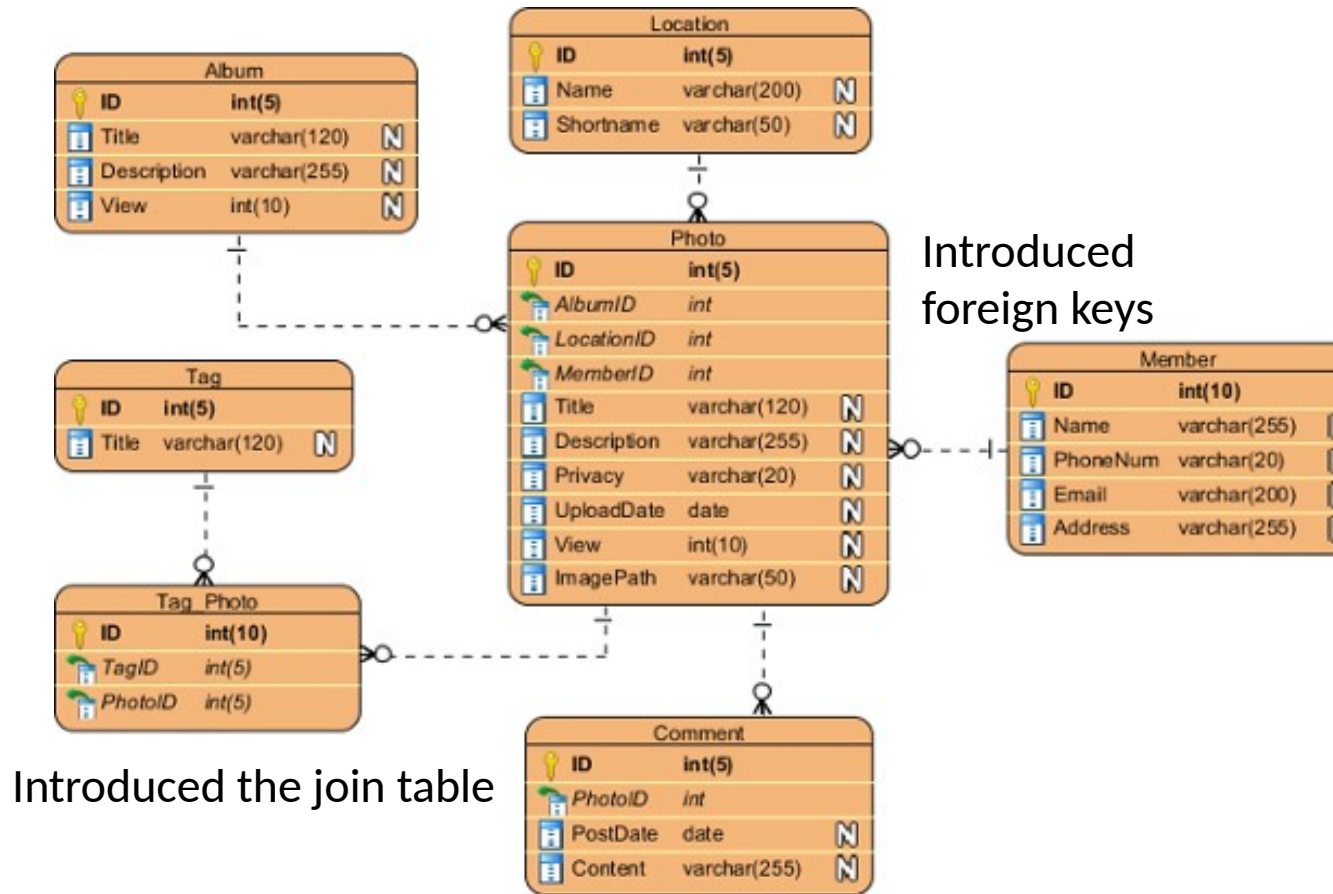 Location
ID int(5)
Name varchar(200) N
Shortname varchar(50) N
Album
ID int(5)
Title varchar(120) N
Description varchar(255) N
View int(10) N
Photo
ID int(5)
AlbumID int
LocationID int
MemberID int
Title varchar(120) N
Description varchar(255) N
Privacy varchar(20) N
UploadDate date N
View int(10) N
ImagePath varchar(50) N
Introduced
foreign keys
Member
ID int(10)
Name varchar(255)
PhoneNum varchar(20)
Email varchar(200)
Address varchar(255)
Tag
ID int(5)
Title varchar(120) N
Tag_Photo
ID int(10)
TagID int(5)
PhotoID int(5)
Introduced the join table
Comment
ID int(5)
PhotoID int
PostDate date N
Content varchar(255) N